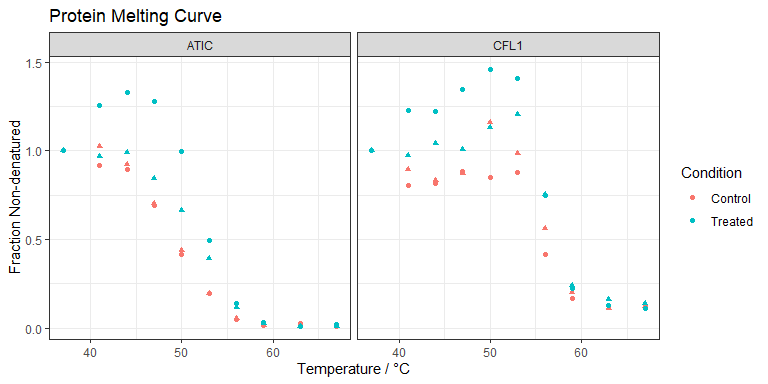 Protein Melting Curve
ATIC
CFL1
Fraction Non-denatured
1.5
1.0
0.5
0.0
40
50
60
40
50
60
Temperature / °C
Condition
Control
Treated